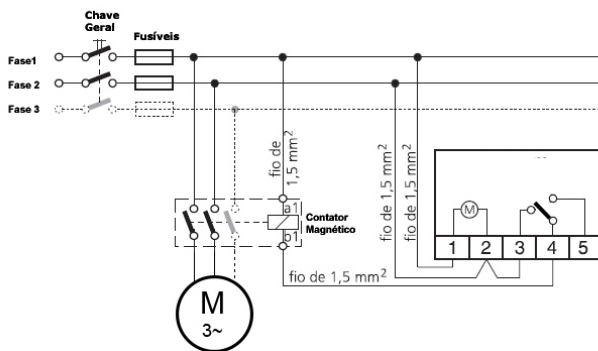 Chave
Geral
Fusíveis
Fase1
Fase 2
Fase 3
fio de
1,5 mm²
fio de 1,5 mm²
fio de 1,5 mm²
a1
b1
Contator
Magnético
M
1 2 3 4 5
fio de 1,5 mm²
M
3~